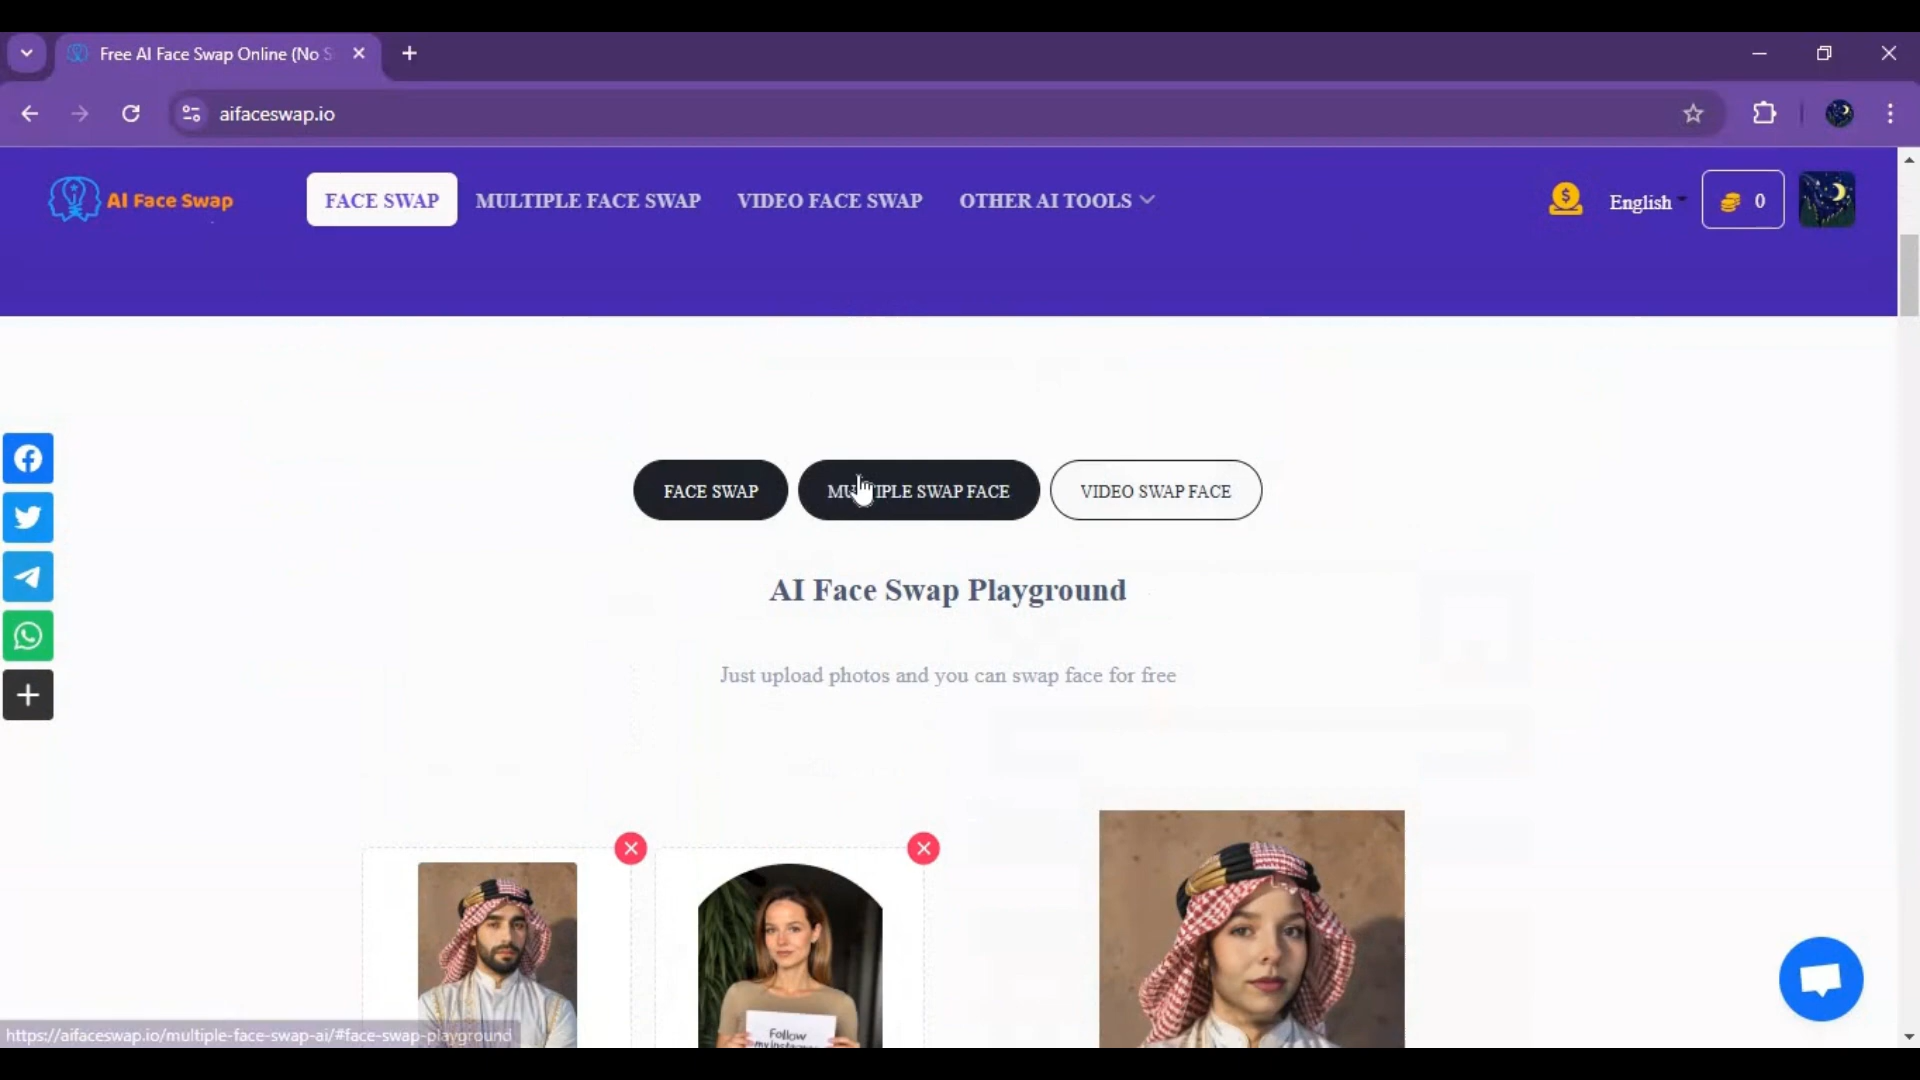 Free AI Face Swap Online (No S
aifaceswap.io
AI Face Swap
FACE SWAP
MULTIPLE FACE SWAP
VIDEO FACE SWAP
OTHER AI TOOLS
English
0
FACE SWAP
MULTIPLE SWAP FACE
VIDEO SWAP FACE
AI Face Swap Playground
Just upload photos and you can swap face for free
Follow
https://aifaceswap.io/multiple-face-swap-ai/#face-swap-playground